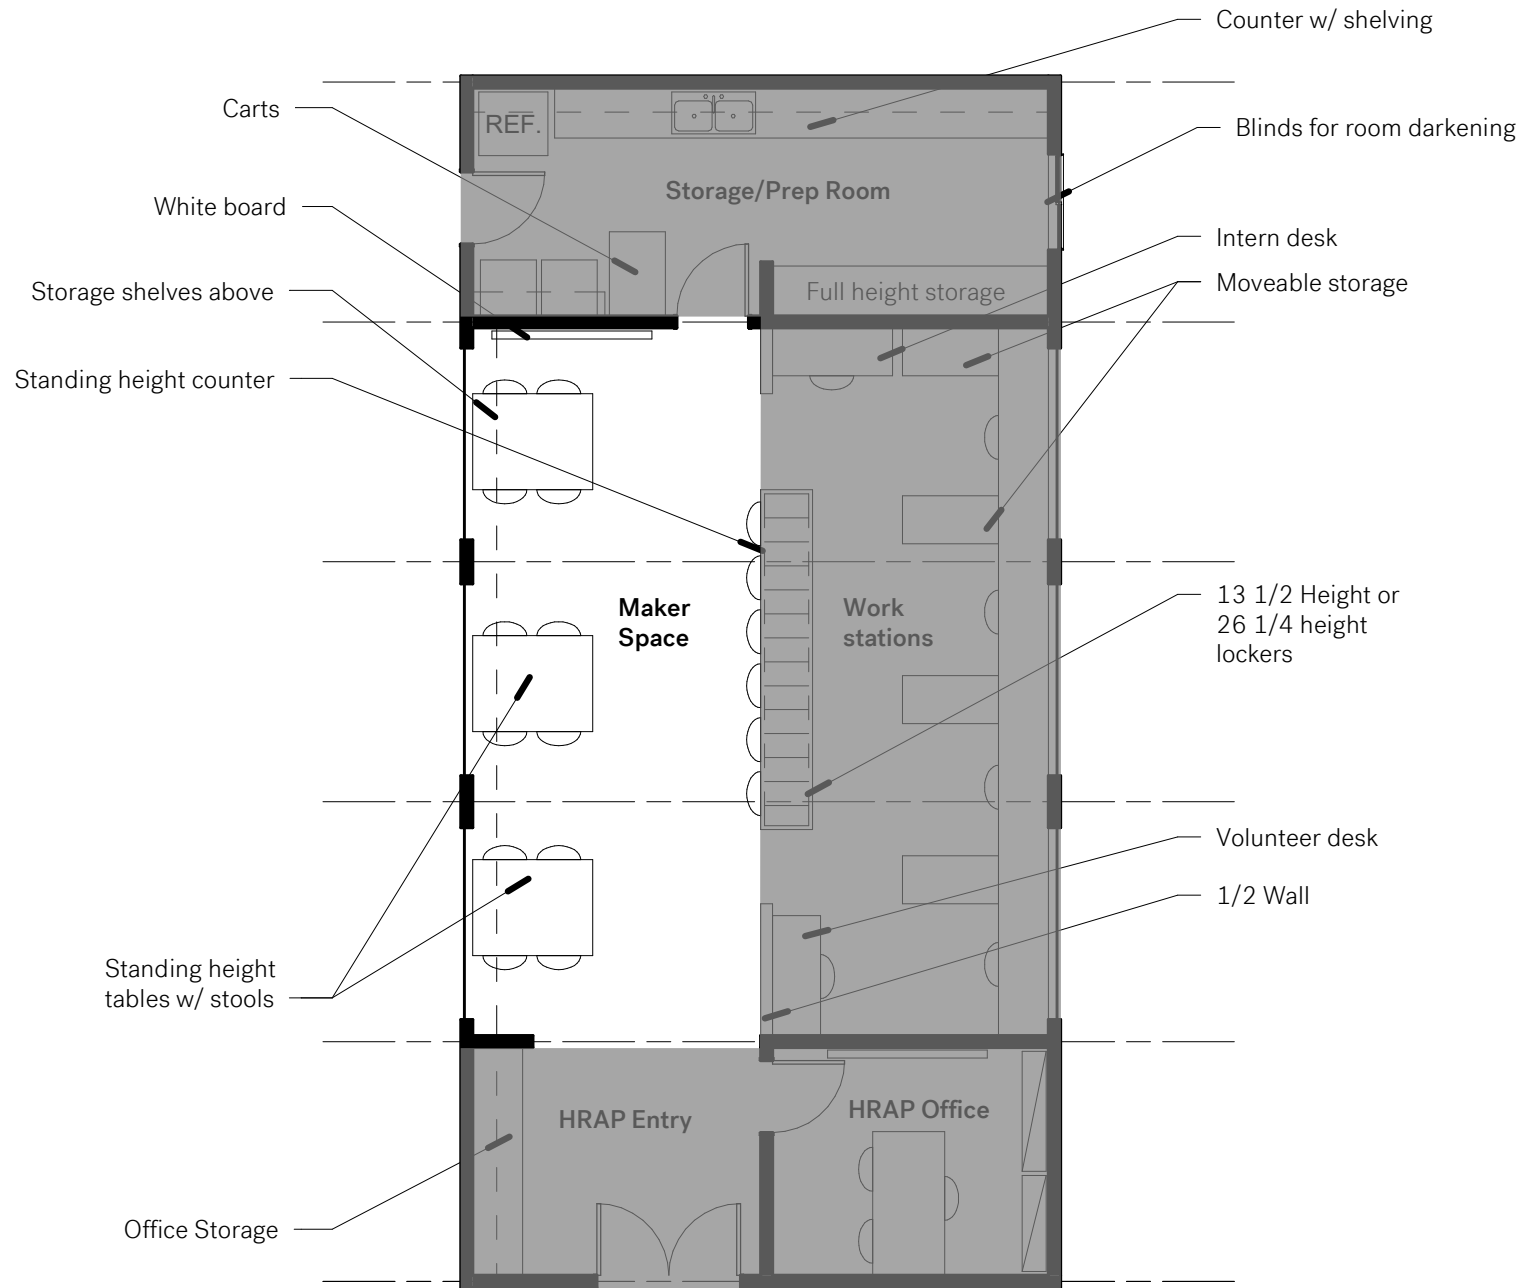 Counter w/ shelving
Carts
REF.
Blinds for room darkening
Storage/Prep Room
White board
Intern desk
Storage shelves above
Full height storage
Moveable storage
Standing height counter
Maker
Space
Work
stations
13 1/2 Height or
26 1/4 height
lockers
Volunteer desk
1/2 Wall
Standing height
tables w/ stools
HRAP Entry
HRAP Office
Office Storage